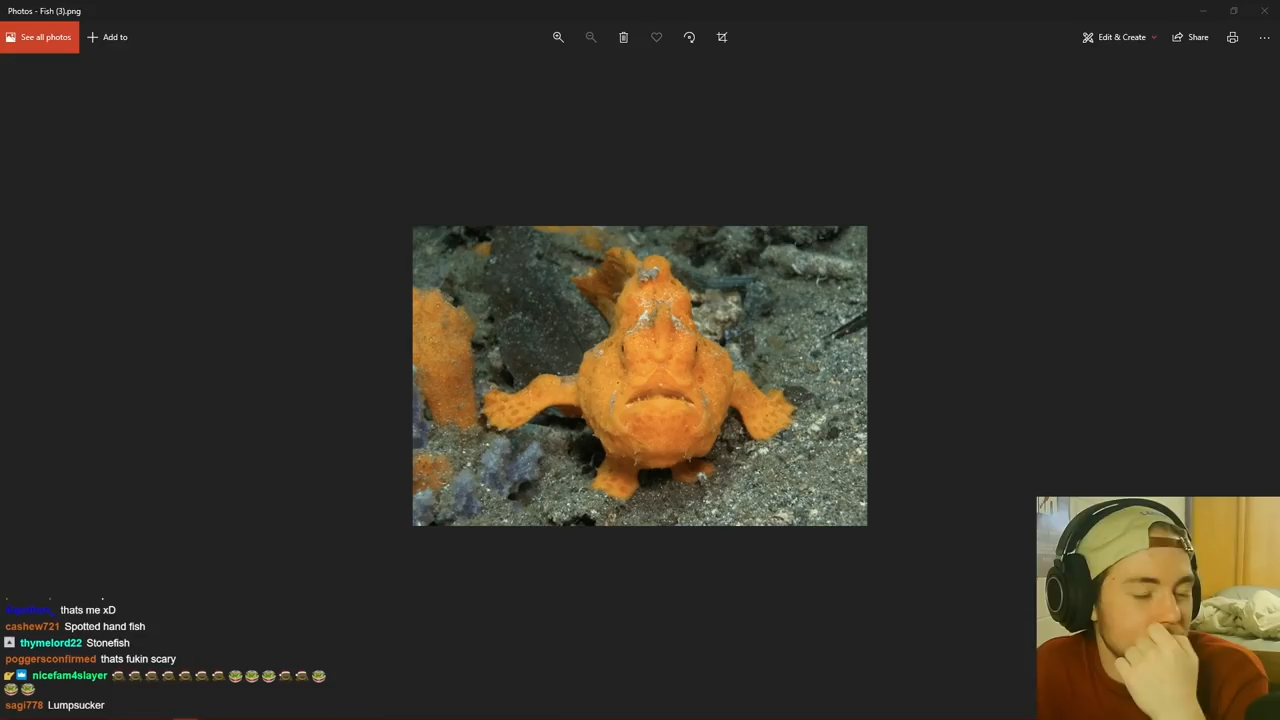 Photos - Fish (3).png
See all photos
Add to
Edit & Create
Share
thats me xD
cashew721 Spotted hand fish
thymelord22 Stonefish
poggersconfirmed thats fukin scary
nicefam4slayer
sagi778 Lumpsucker